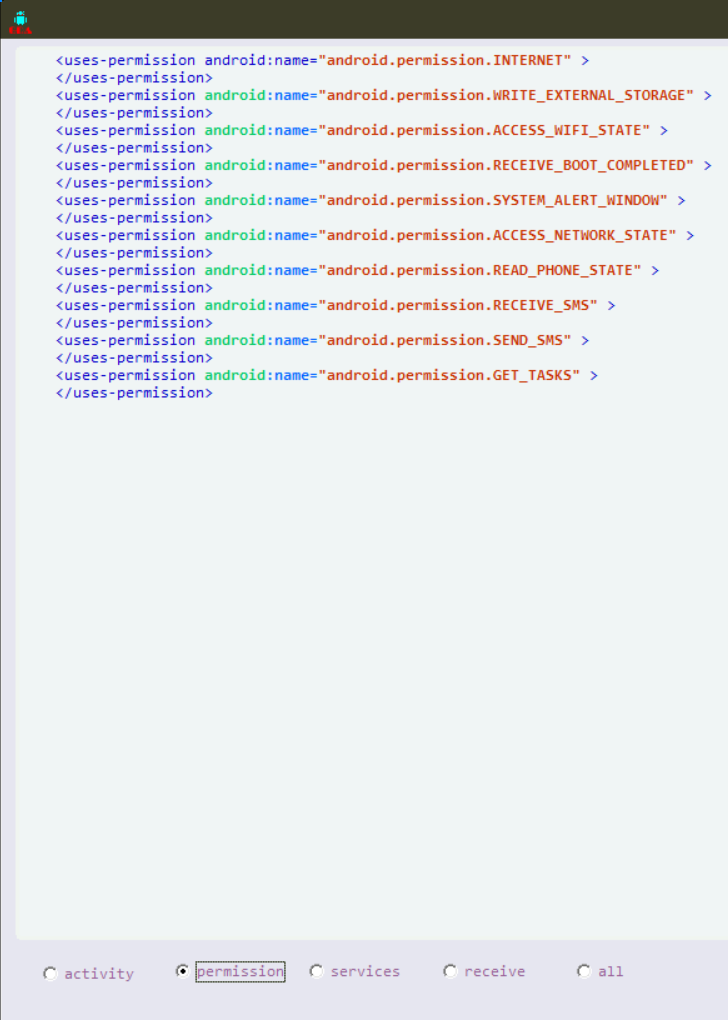 <uses-permission android:name="android.permission.INTERNET" >
</uses-permission>
<uses-permission android:name="android.permission.WRITE_EXTERNAL_STORAGE" >
</uses-permission>
<uses-permission android:name="android.permission.ACCESS_WIFI_STATE" >
</uses-permission>
<uses-permission android:name="android.permission.RECEIVE_BOOT_COMPLETED" >
</uses-permission>
<uses-permission android:name="android.permission.SYSTEM_ALERT_WINDOW" >
</uses-permission>
<uses-permission android:name="android.permission.ACCESS_NETWORK_STATE" >
</uses-permission>
<uses-permission android:name="android.permission.READ_PHONE_STATE" >
</uses-permission>
<uses-permission android:name="android.permission.RECEIVE_SMS" >
</uses-permission>
<uses-permission android:name="android.permission.SEND_SMS" >
</uses-permission>
<uses-permission android:name="android.permission.GET_TASKS" >
</uses-permission>
activity permission services receive all